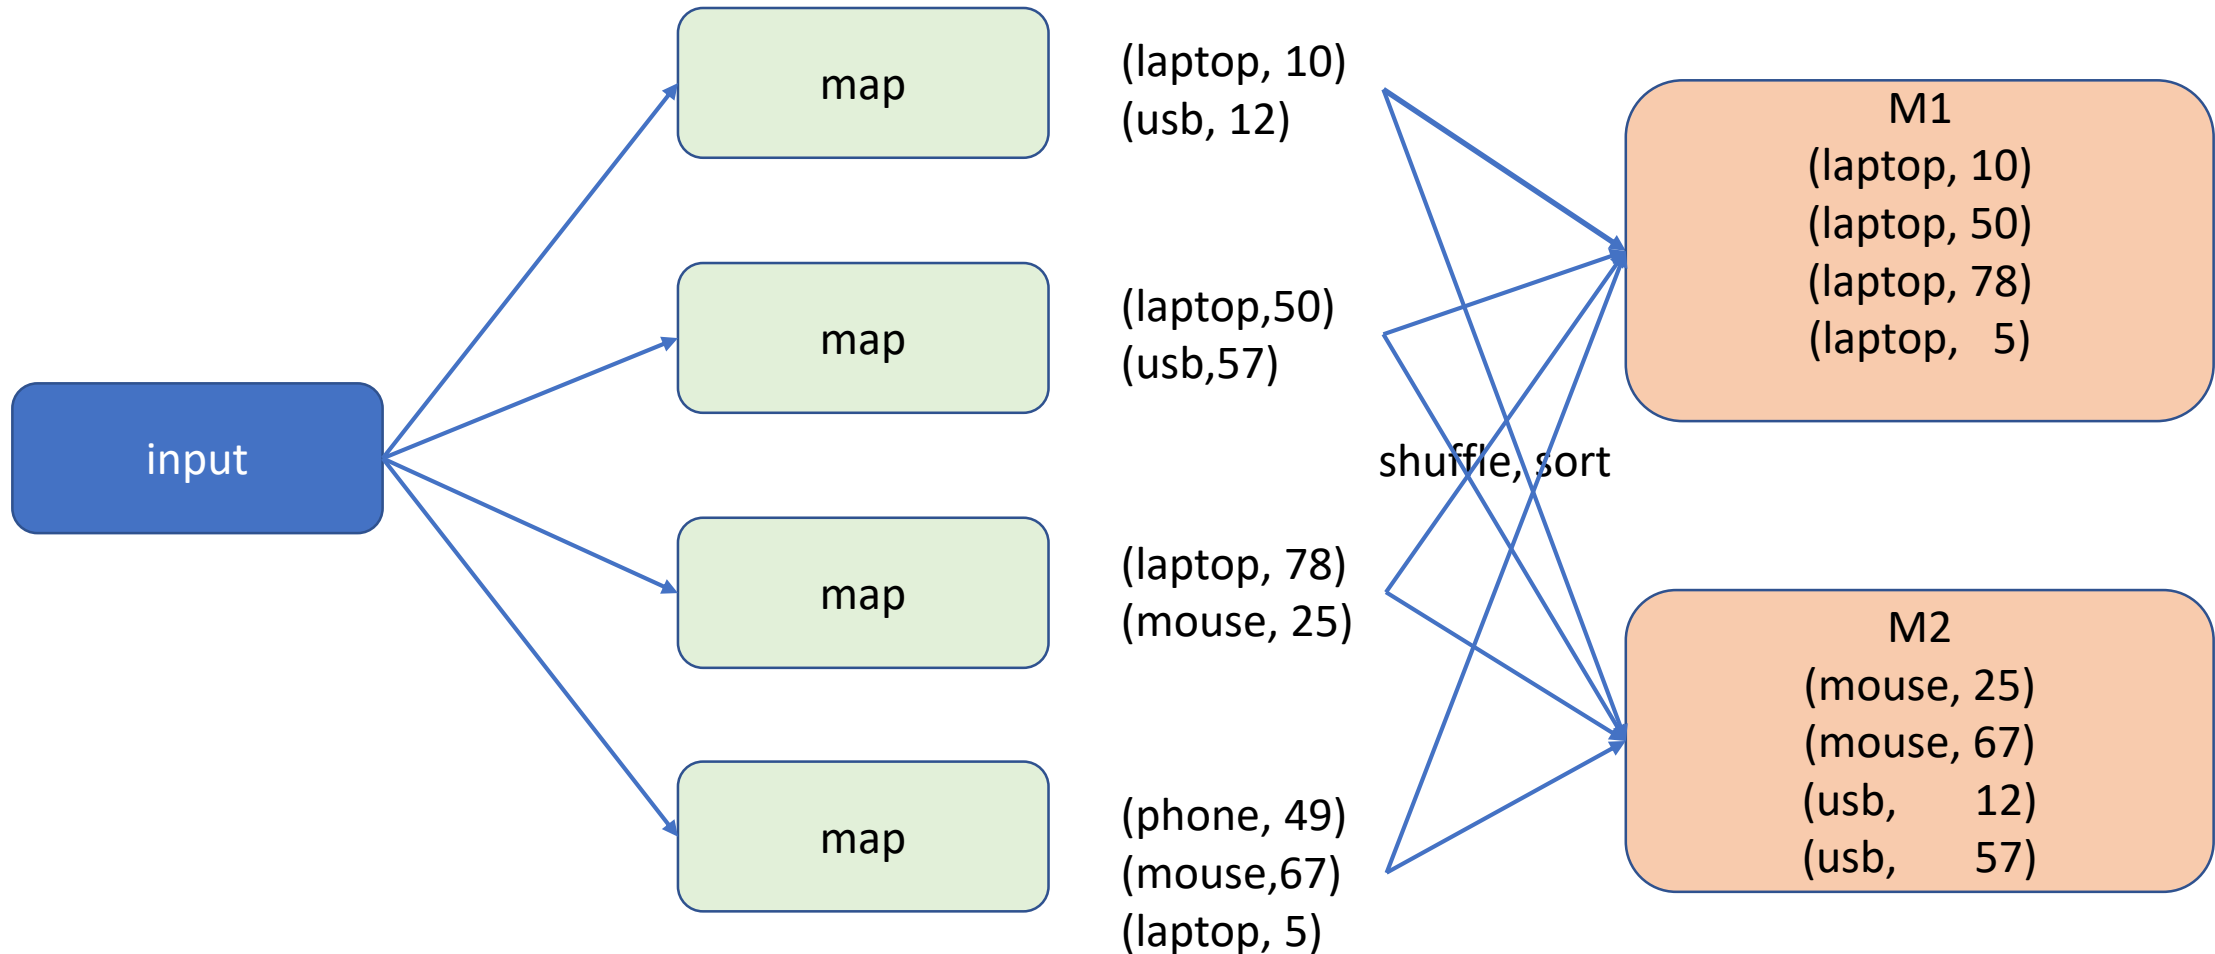 input
map
map
map
map
(laptop, 10)
(usb, 12)
(laptop,50)
(usb,57)
(laptop, 78)
(mouse, 25)
(phone, 49)
(mouse,67)
(laptop, 5)
shuffle, sort
M1
(laptop, 10)
(laptop, 50)
(laptop, 78)
(laptop, 5)
M2
(mouse, 25)
(mouse, 67)
(usb, 12)
(usb, 57)